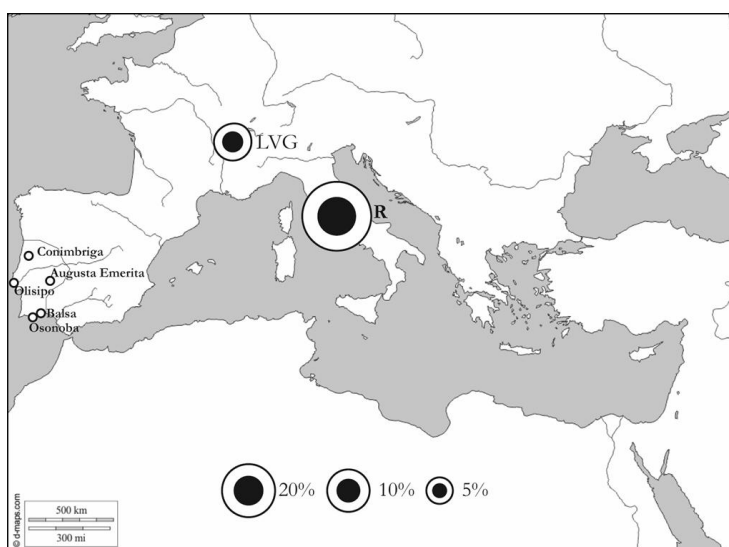 LVG
R
Conimbriga
Augusta Emerita
Olisipo
Balsa
Osonoba
20%
10%
5%
500 km
300 mi
© d-maps.com